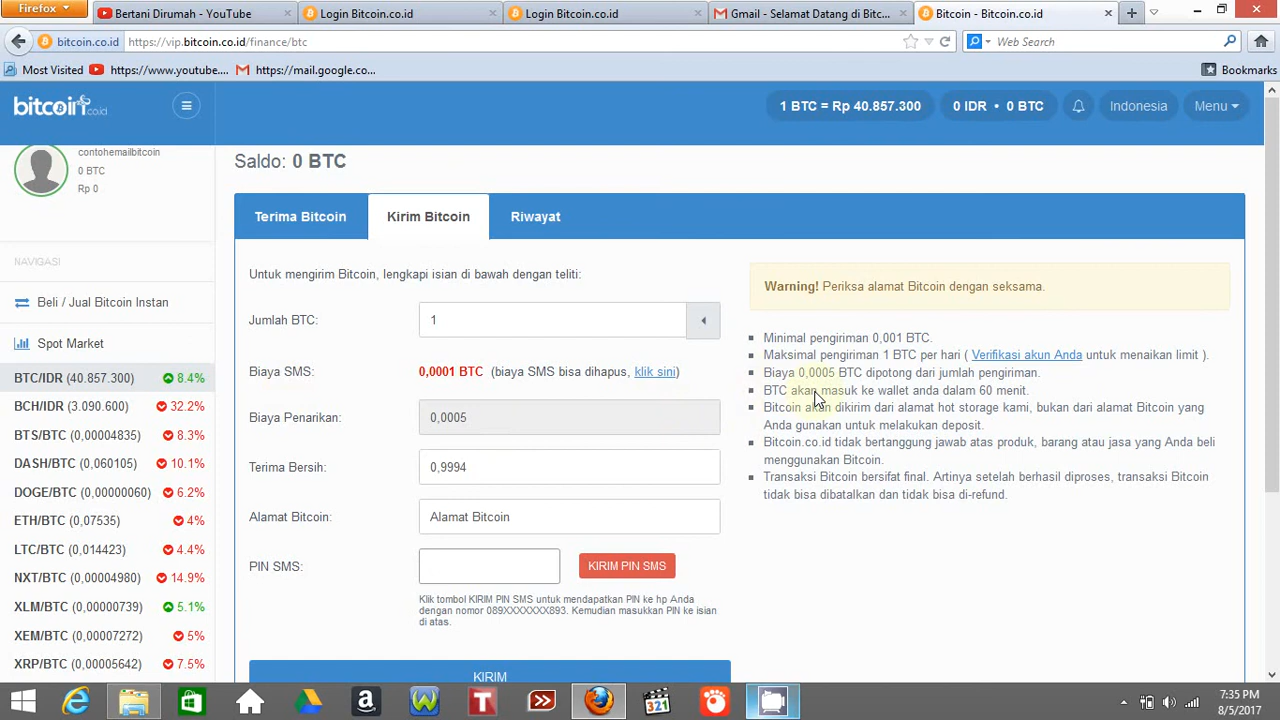 Firefox
Bertani Dirumah - YouTube
Login Bitcoin.co.id
Login Bitcoin.co.id
Gmail - Selamat Datang di Bitc...
Bitcoin - Bitcoin.co.id
bitcoin.co.id
https://vip.bitcoin.co.id/finance/btc
Web Search
Most Visited
https://www.youtube....
https://mail.google.co...
Bookmarks
bitcoin.co.id
1 BTC = Rp 40.857.300
0 IDR • 0 BTC
Indonesia
Menu
contohemailbitcoin
0 BTC
Rp 0
NAVIGASI
Beli / Jual Bitcoin Instan
Spot Market
BTC/IDR (40.857.300) 8.4%
BCH/IDR (3.090.600) 32.2%
BTS/BTC (0,00004835) 8.3%
DASH/BTC (0,060105) 10.1%
DOGE/BTC (0,00000060) 6.2%
ETH/BTC (0,07535) 4%
LTC/BTC (0,014423) 4.4%
NXT/BTC (0,00004980) 14.9%
XLM/BTC (0,00000739) 5.1%
XEM/BTC (0,00007272) 5%
XRP/BTC (0,00005642) 7.5%
Saldo: 0 BTC
Terima Bitcoin
Kirim Bitcoin
Riwayat
Untuk mengirim Bitcoin, lengkapi isian di bawah dengan teliti:
Jumlah BTC: 1
Biaya SMS: 0,0001 BTC (biaya SMS bisa dihapus, klik sini)
Biaya Penarikan: 0,0005
Terima Bersih: 0,9994
Alamat Bitcoin: Alamat Bitcoin
PIN SMS: KIRIM PIN SMS
Klik tombol KIRIM PIN SMS untuk mendapatkan PIN ke hp Anda
dengan nomor 089XXXXXXX893. Kemudian masukkan PIN ke isian
di atas.
KIRIM
Warning! Periksa alamat Bitcoin dengan seksama.
Minimal pengiriman 0,001 BTC.
Maksimal pengiriman 1 BTC per hari ( Verifikasi akun Anda untuk menaikan limit ).
Biaya 0,0005 BTC dipotong dari jumlah pengiriman.
BTC akan masuk ke wallet anda dalam 60 menit.
Bitcoin akan dikirim dari alamat hot storage kami, bukan dari alamat Bitcoin yang
Anda gunakan untuk melakukan deposit.
Bitcoin.co.id tidak bertanggung jawab atas produk, barang atau jasa yang Anda beli
menggunakan Bitcoin.
Transaksi Bitcoin bersifat final. Artinya setelah berhasil diproses, transaksi Bitcoin
tidak bisa dibatalkan dan tidak bisa di-refund.
321
7:35 PM
8/5/2017